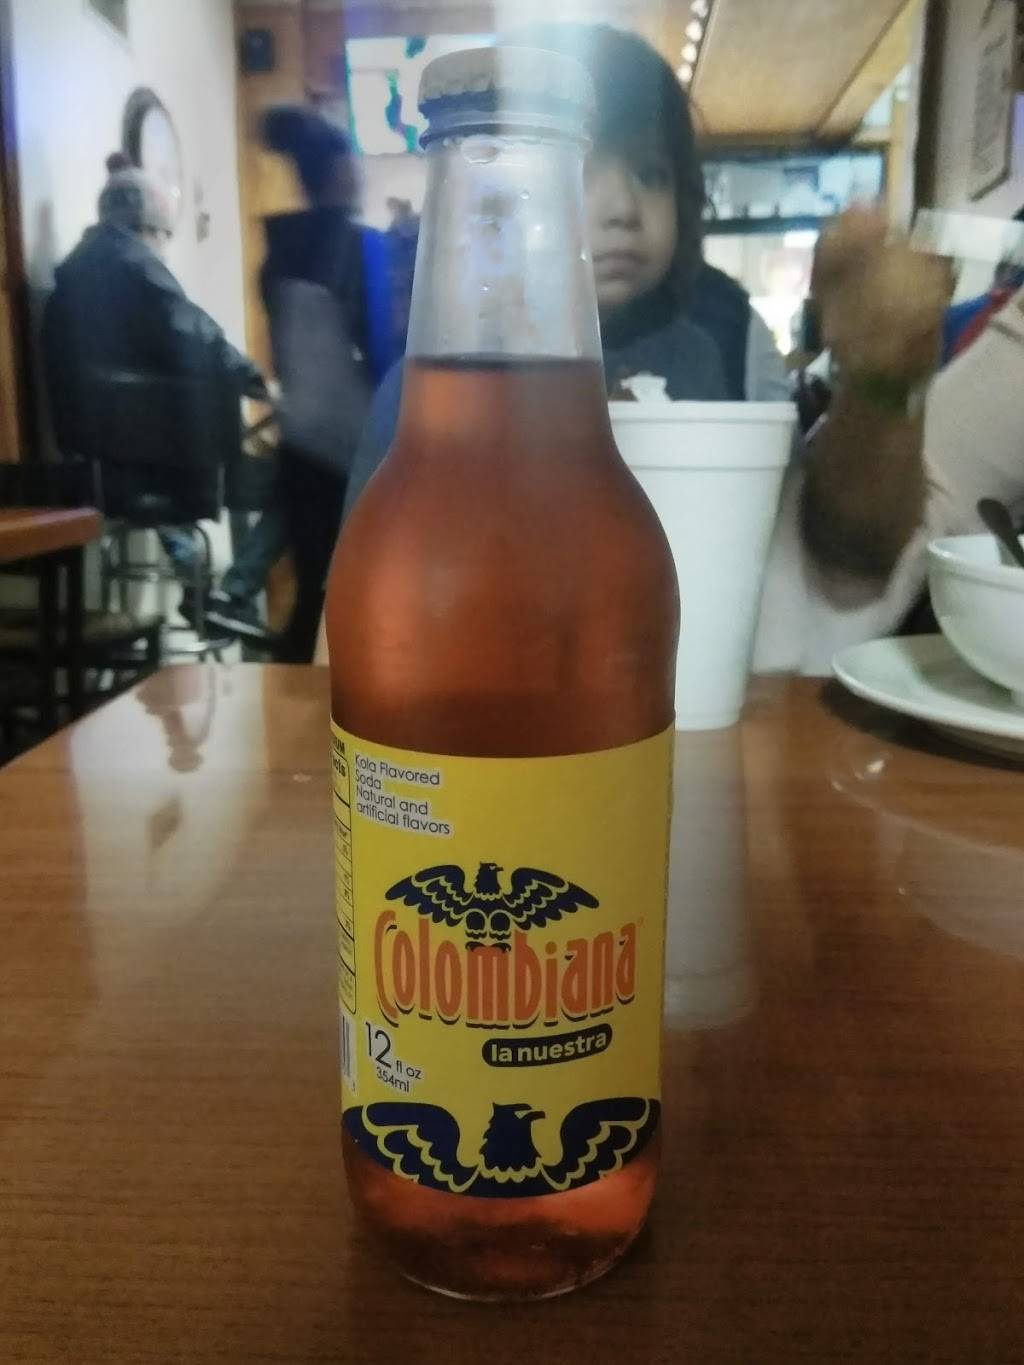 Kola Flavored
Soda
Natural and
artificial flavors
Colombiana
la nuestra
12 fl oz
354ml